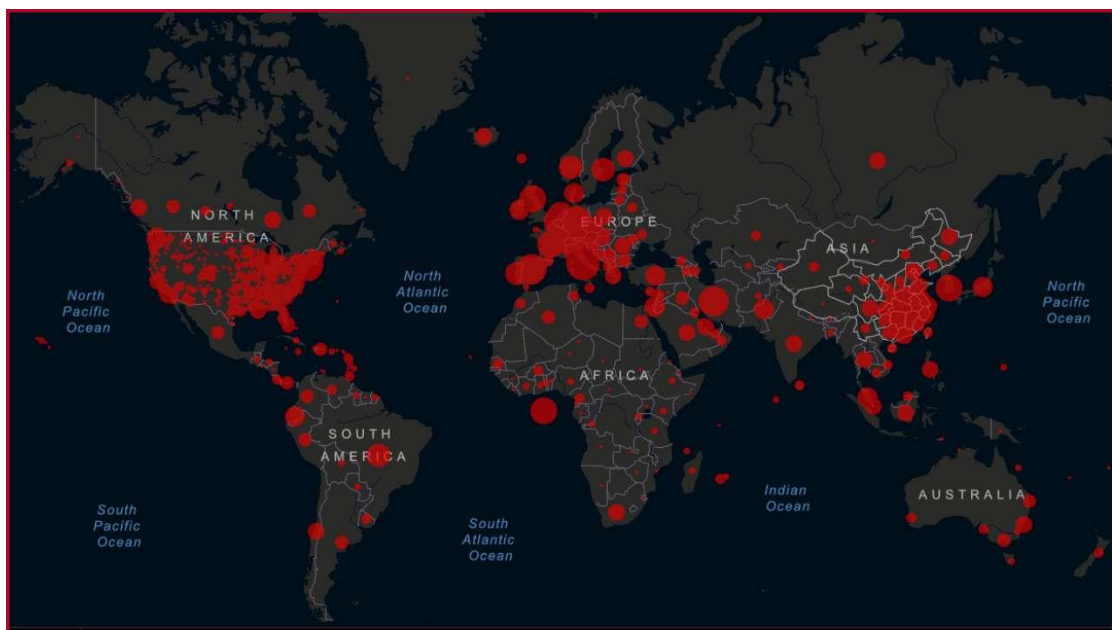 NORTH
AMERICA
EUROPE
ASIA
North
Pacific
Ocean
North
Atlantic
Ocean
North
Pacific
Ocean
AFRICA
SOUTH
AMERICA
South
Pacific
Ocean
South
Atlantic
Ocean
Indian
Ocean
AUSTRALIA